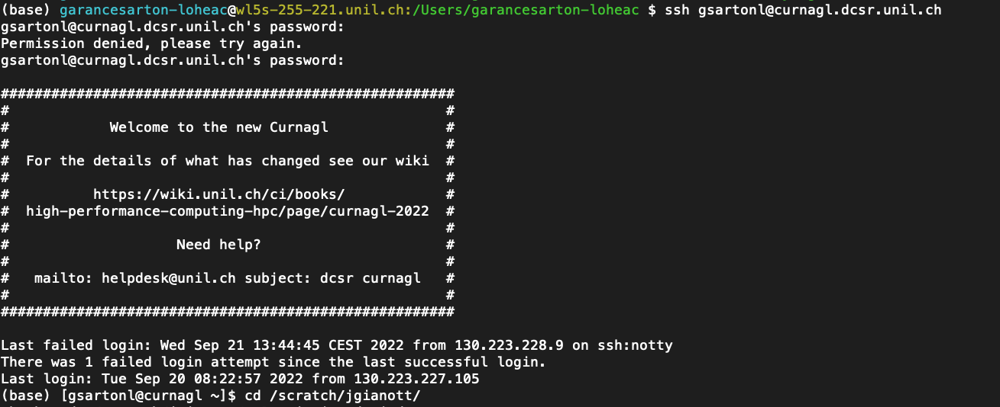 (base) garancesarton-loheac@wl5s-255-221.unil.ch:/Users/garancesarton-loheac $ ssh gsartonl@curnagl.dcsr.unil.ch
gsartonl@curnagl.dcsr.unil.ch's password:
Permission denied, please try again.
gsartonl@curnagl.dcsr.unil.ch's password:
######################################################
#                                                    #
#            Welcome to the new Curnagl              #
#                                                    #
#  For the details of what has changed see our wiki  #
#                                                    #
#          https://wiki.unil.ch/ci/books/            #
#  high-performance-computing-hpc/page/curnagl-2022  #
#                                                    #
#                    Need help?                      #
#                                                    #
#   mailto: helpdesk@unil.ch subject: dcsr curnagl   #
#                                                    #
######################################################
Last failed login: Wed Sep 21 13:44:45 CEST 2022 from 130.223.228.9 on ssh:notty
There was 1 failed login attempt since the last successful login.
Last login: Tue Sep 20 08:22:57 2022 from 130.223.227.105
(base) [gsartonl@curnagl ~]$ cd /scratch/jgianott/